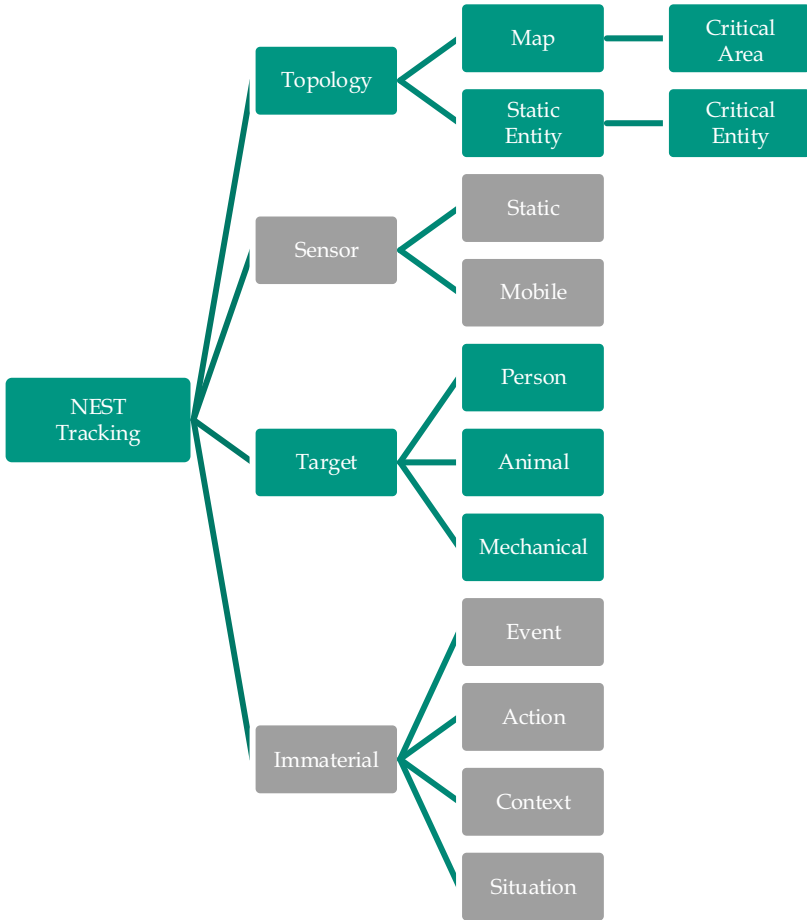 NEST
Tracking
Topology
Map
Critical
Area
Static
Entity
Critical
Entity
Sensor
Static
Mobile
Target
Person
Animal
Mechanical
Immaterial
Event
Action
Context
Situation